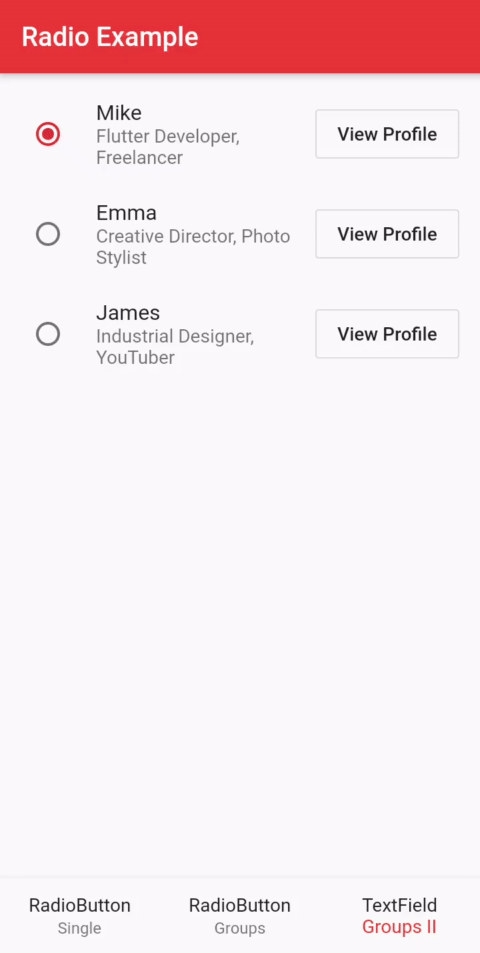 Radio Example
Mike
Flutter Developer,
Freelancer
View Profile
Emma
Creative Director, Photo
Stylist
View Profile
James
Industrial Designer,
YouTuber
View Profile
RadioButton
Single
RadioButton
Groups
TextField
Groups II